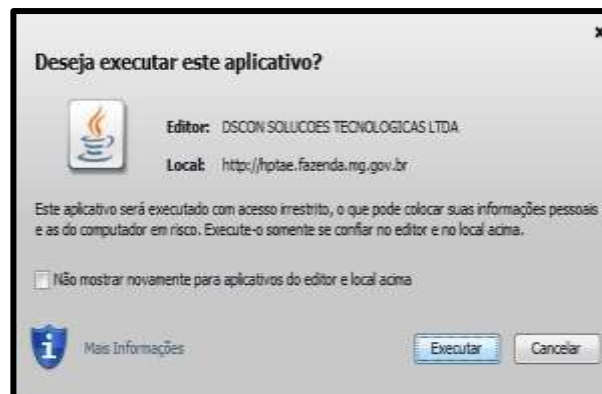 Deseja executar este aplicativo?
Editor: DSCON SOLUCOES TECNOLOGICAS LTDA
Local: http://hptae.fazenda.mg.gov.br
Este aplicativo será executado com acesso irrestrito, o que pode colocar suas informações pessoais
e as do computador em risco. Execute-o somente se confiar no editor e no local acima.
Não mostrar novamente para aplicativos do editor e local acima
Mais Informações
Executar
Cancelar